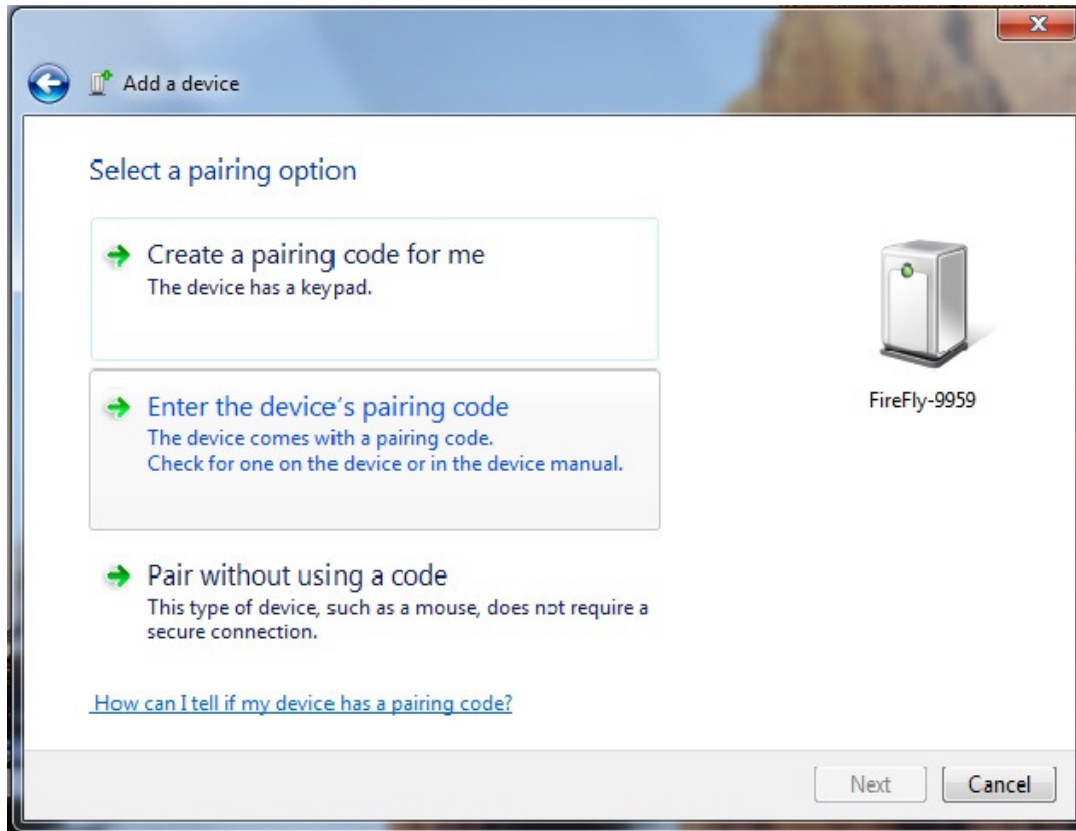 Add a device
Select a pairing option
Create a pairing code for me
The device has a keypad.
Enter the device's pairing code
The device comes with a pairing code.
Check for one on the device or in the device manual.
FireFly-9959
Pair without using a code
This type of device, such as a mouse, does not require a
secure connection.
How can I tell if my device has a pairing code?
Next
Cancel